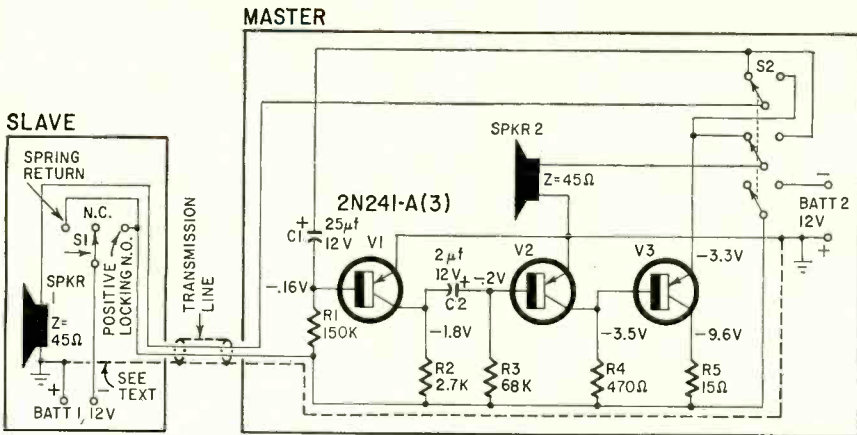 MASTER
SLAVE
SPRING
RETURN
N.C.
S1
POSITIVE
LOCKING N.O.
SPKR
1
Z=
45Ω
BATT 1, 12V
+
−
SEE
TEXT
TRANSMISSION
LINE
2N241-A(3)
+
25μf
12V
C1
V1
-.16V
R1
150K
2μf
12V
+
C2
-.2V
-1.8V
R2
2.7K
R3
68K
SPKR 2
Z=45Ω
V2
V3
-3.5V
R4
470Ω
-3.3V
-9.6V
R5
15Ω
S2
−
BATT 2
12V
+